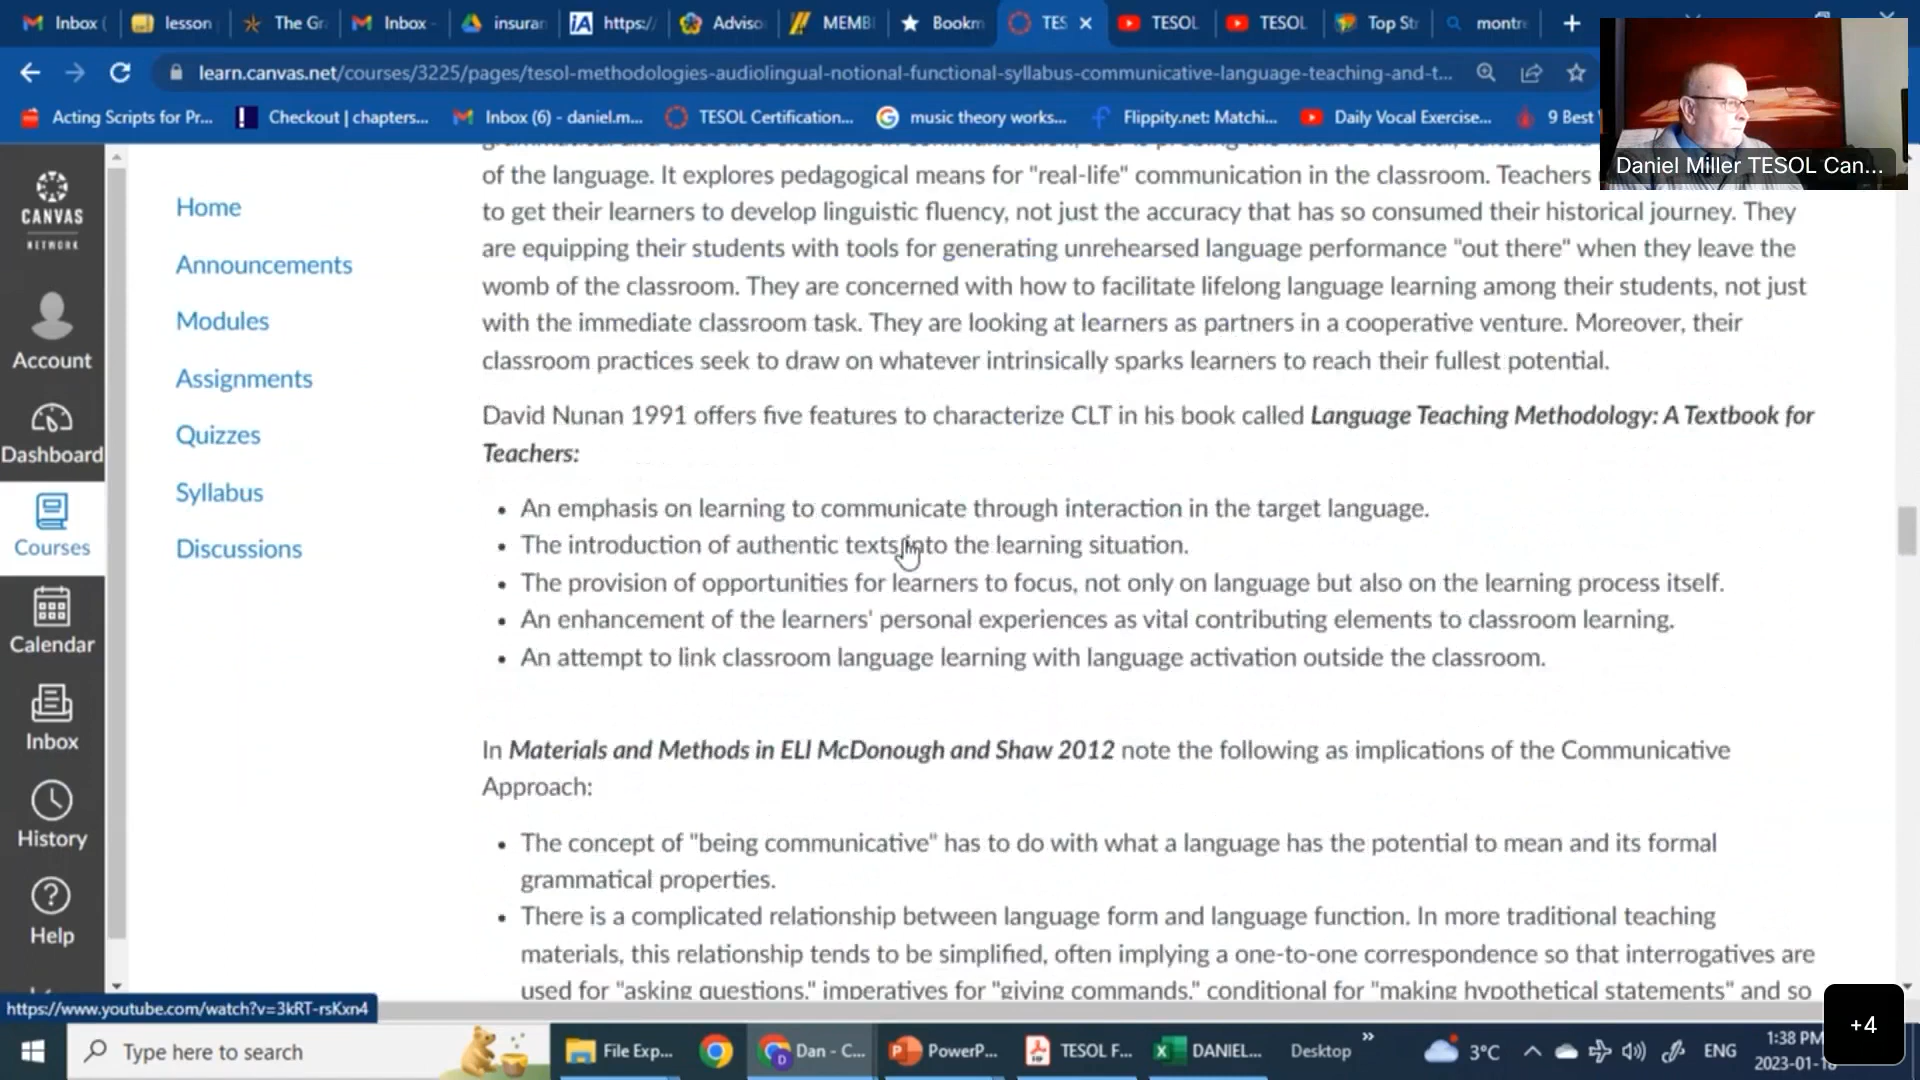 Inbox (
lesson
The Gr
Inbox -
insuran
iA
https:/
Adviso
MEMB
Bookm
TES
TESOL
TESOL
Top Str
montr
learn.canvas.net/courses/3225/pages/tesol-methodologies-audiolingual-notional-functional-syllabus-communicative-language-teaching-and-t...
Acting Scripts for Pr...
Checkout | chapters...
Inbox (6) - daniel.m...
TESOL Certification...
music theory works...
Flippity.net: Matchi...
Daily Vocal Exercise...
9 Best
Daniel Miller TESOL Can...
CANVAS
NETWORK
Account
Dashboard
Courses
Calendar
Inbox
History
Help
Home
Announcements
Modules
Assignments
Quizzes
Syllabus
Discussions
of the language. It explores pedagogical means for "real-life" communication in the classroom. Teachers
to get their learners to develop linguistic fluency, not just the accuracy that has so consumed their historical journey. They
are equipping their students with tools for generating unrehearsed language performance "out there" when they leave the
womb of the classroom. They are concerned with how to facilitate lifelong language learning among their students, not just
with the immediate classroom task. They are looking at learners as partners in a cooperative venture. Moreover, their
classroom practices seek to draw on whatever intrinsically sparks learners to reach their fullest potential.
David Nunan 1991 offers five features to characterize CLT in his book called Language Teaching Methodology: A Textbook for
Teachers:
• An emphasis on learning to communicate through interaction in the target language.
• The introduction of authentic texts into the learning situation.
• The provision of opportunities for learners to focus, not only on language but also on the learning process itself.
• An enhancement of the learners' personal experiences as vital contributing elements to classroom learning.
• An attempt to link classroom language learning with language activation outside the classroom.
In Materials and Methods in ELl McDonough and Shaw 2012 note the following as implications of the Communicative
Approach:
• The concept of "being communicative" has to do with what a language has the potential to mean and its formal
grammatical properties.
• There is a complicated relationship between language form and language function. In more traditional teaching
materials, this relationship tends to be simplified, often implying a one-to-one correspondence so that interrogatives are
used for "asking questions," imperatives for "giving commands," conditional for "making hypothetical statements" and so
https://www.youtube.com/watch?v=3kRT-rsKxn4
+4
Type here to search
File Exp...
Dan - C...
PowerP...
TESOL F...
DANIEL...
Desktop
3°C
ENG
1:38 PM
2023-01-1